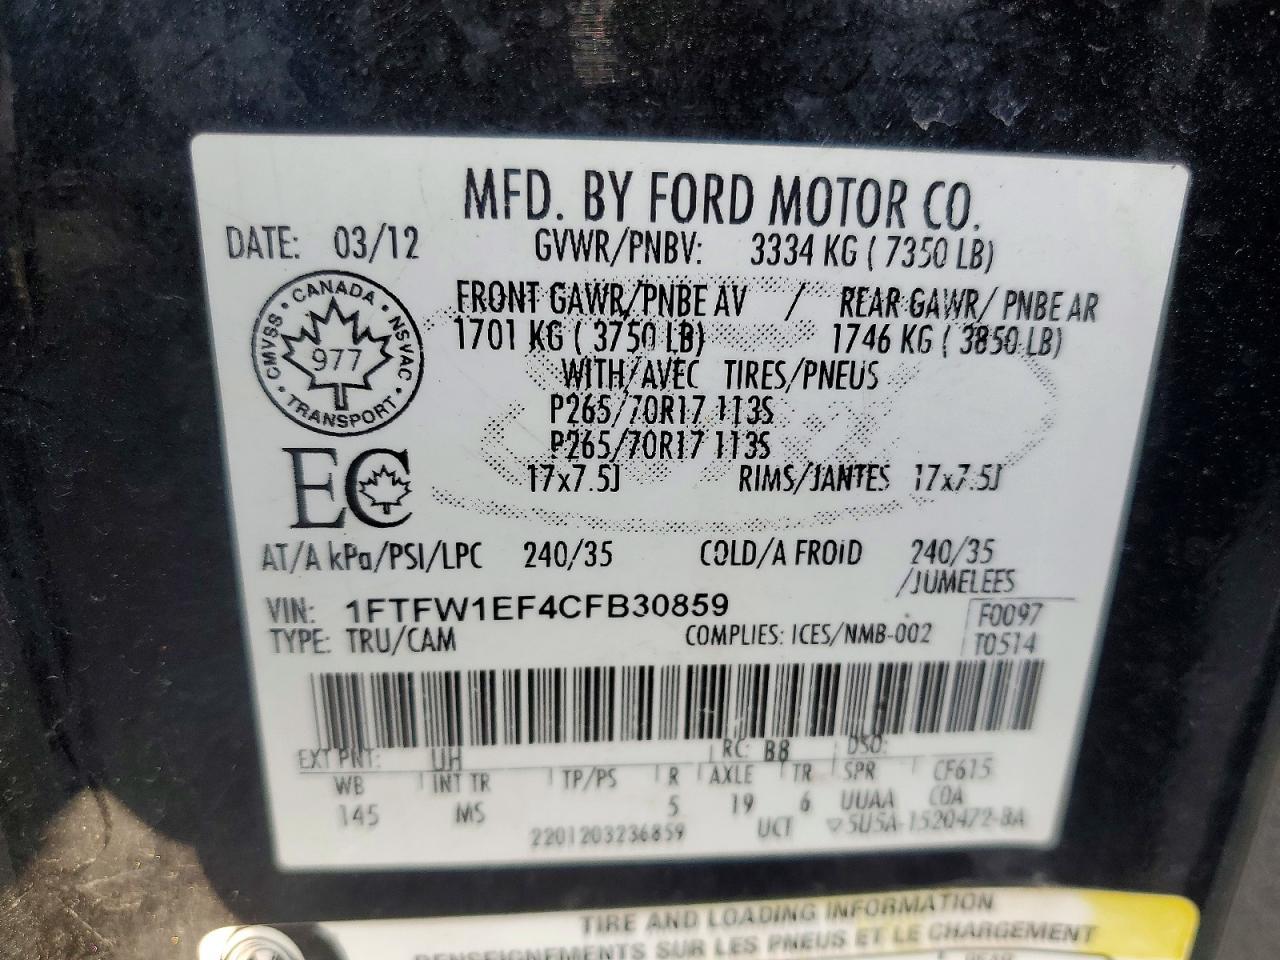 MFD. BY FORD MOTOR CO.
DATE: 03/12 GVWR/PNBV: 3334 KG ( 7350 LB)
FRONT GAWR/PNBE AV / REAR GAWR/ PNBE AR
1701 KG ( 3750 LB) 1746 KG ( 3850 LB)
WITH/AVEC TIRES/PNEUS
P265/70R17 113S
P265/70R17 113S
17x7.5J RIMS/JANTES 17x7.5J
CANADA
CMVSS • NSVAC
977
TRANSPORT
EC
AT/A kPa/PSI/LPC 240/35 COLD/A FROID 240/35
/JUMELEES
VIN: 1FTFW1EF4CFB30859 F0097
TYPE: TRU/CAM COMPLIES: ICES/NMB-002 T0514
EXT PNT: UH RC: B8 DSO:
WB INT TR TP/PS R AXLE TR SPR CF615
145 MS 5 19 6 UUAA COA
2201203236859 UCT ▽5U5A-1520472-BA
TIRE AND LOADING INFORMATION
RENSEIGNEMENTS SUR LES PNEUS ET LE CHARGEMENT
REAR